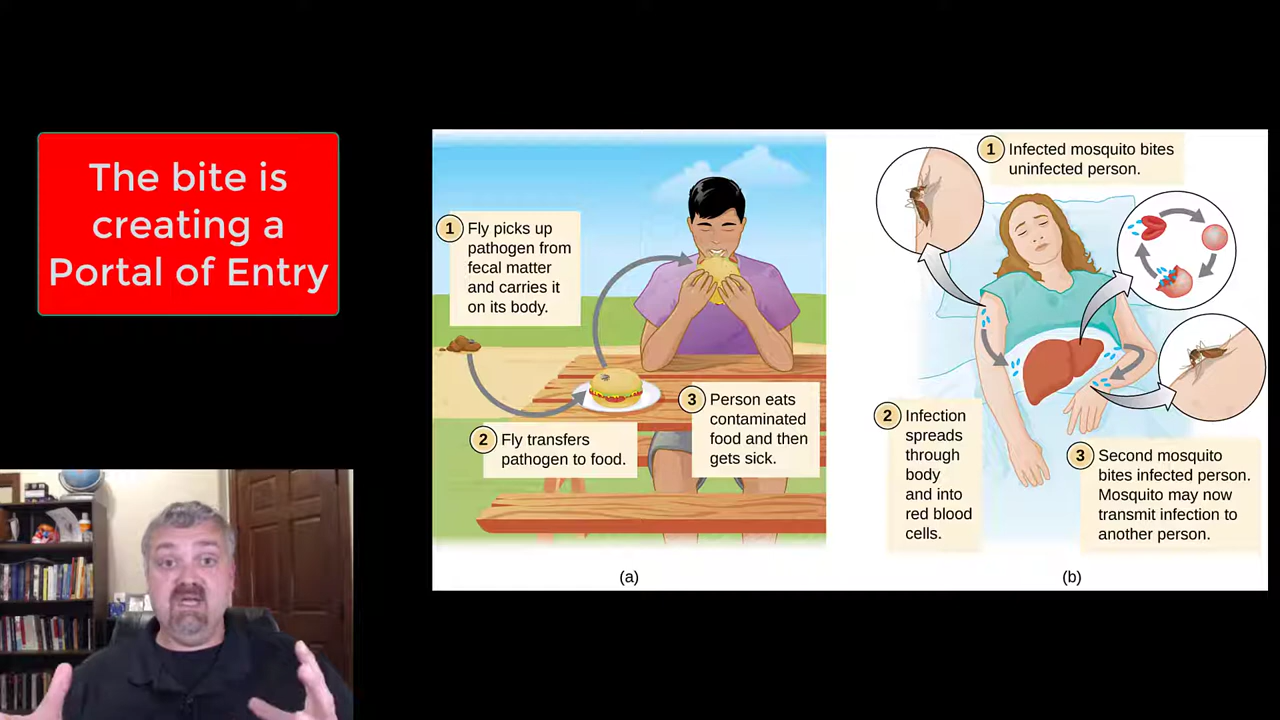 The bite is
creating a
Portal of Entry
1 Fly picks up
pathogen from
fecal matter
and carries it
on its body.
2 Fly transfers
pathogen to food.
3 Person eats
contaminated
food and then
gets sick.
(a)
1 Infected mosquito bites
uninfected person.
2 Infection
spreads
through
body
and into
red blood
cells.
3 Second mosquito
bites infected person.
Mosquito may now
transmit infection to
another person.
(b)